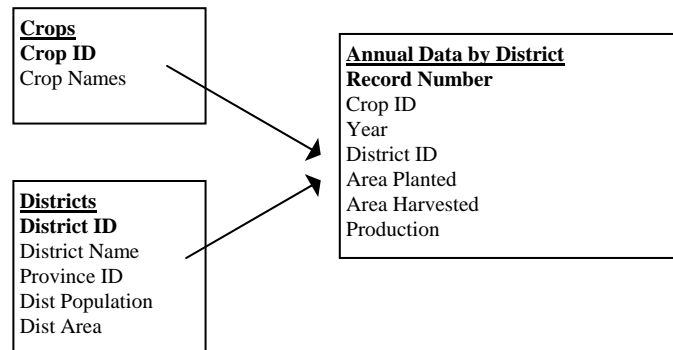 Crops
Crop ID
Crop Names
Annual Data by District
Record Number
Crop ID
Year
District ID
Area Planted
Area Harvested
Production
Districts
District ID
District Name
Province ID
Dist Population
Dist Area